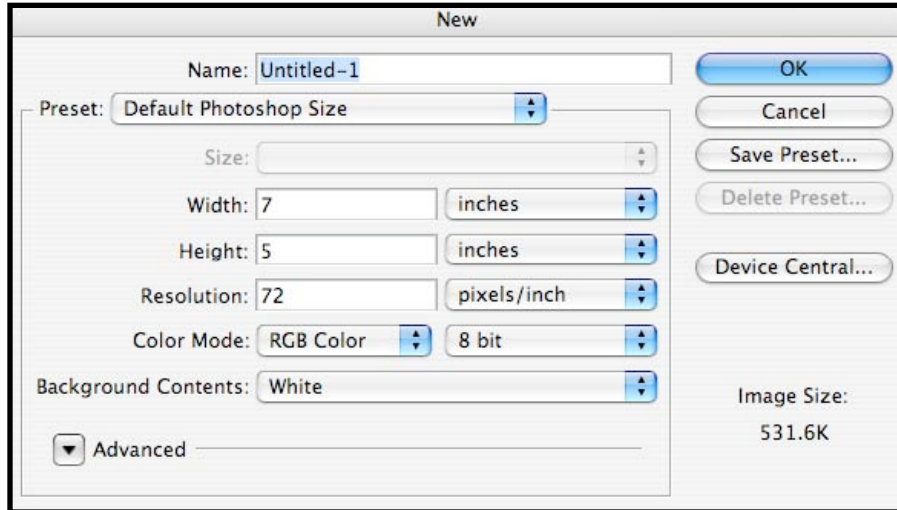 New
Name: Untitled-1
OK
Preset: Default Photoshop Size
Cancel
Size:
Save Preset...
Width: 7 inches
Delete Preset...
Height: 5 inches
Device Central...
Resolution: 72 pixels/inch
Color Mode: RGB Color 8 bit
Background Contents: White
Image Size:
531.6K
Advanced